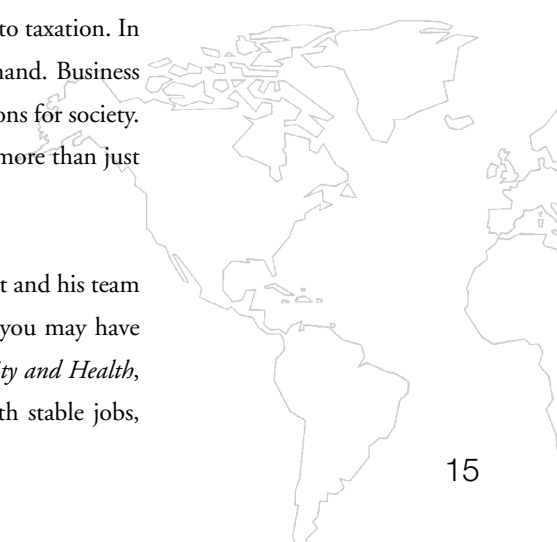 to taxation. In
hand. Business
ons for society.
more than just
t and his team
you may have
ty and Health,
th stable jobs,
15